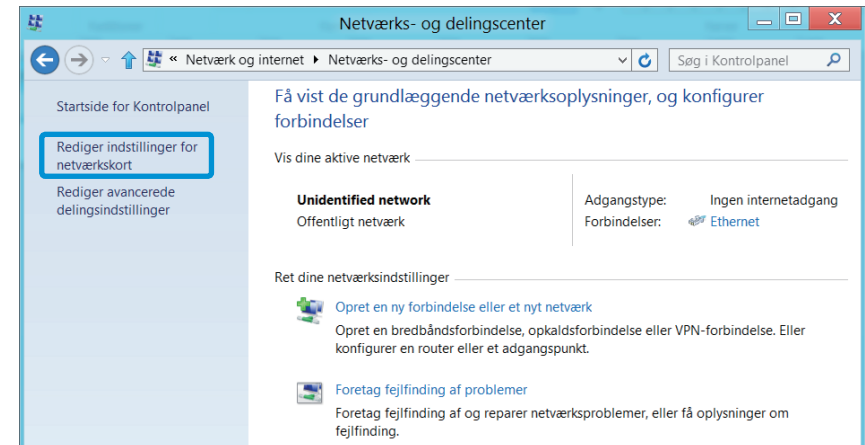 Netværks- og delingscenter
« Netværk og internet ▸ Netværks- og delingscenter
Søg i Kontrolpanel
Startside for Kontrolpanel
Rediger indstillinger for
netværkskort
Rediger avancerede
delingsindstillinger
Få vist de grundlæggende netværksoplysninger, og konfigurer
forbindelser
Vis dine aktive netværk
Unidentified network
Offentligt netværk
Adgangstype: Ingen internetadgang
Forbindelser: Ethernet
Ret dine netværksindstillinger
Opret en ny forbindelse eller et nyt netværk
Opret en bredbåndsforbindelse, opkaldsforbindelse eller VPN-forbindelse. Eller
konfigurer en router eller et adgangspunkt.
Foretag fejlfinding af problemer
Foretag fejlfinding af og reparer netværksproblemer, eller få oplysninger om
fejlfinding.